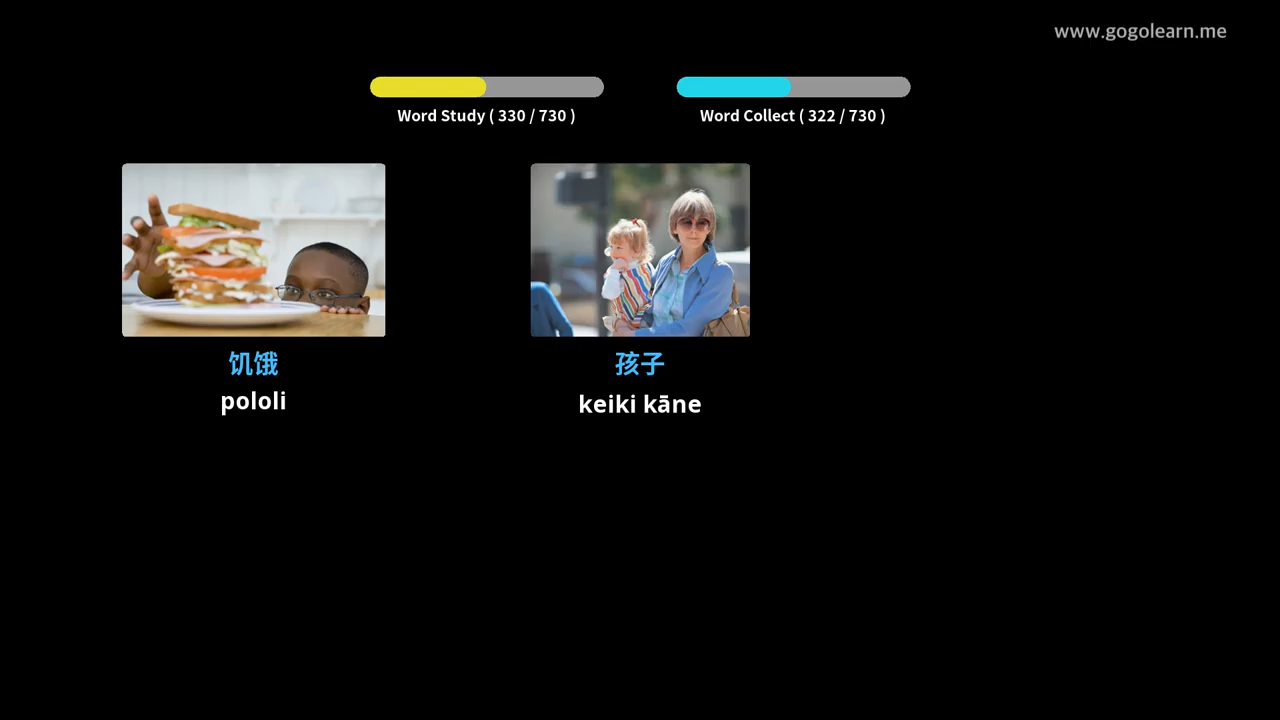 www.gogolearn.me
Word Study ( 330 / 730 )
Word Collect ( 322 / 730 )
饥饿
pololi
孩子
keiki kāne